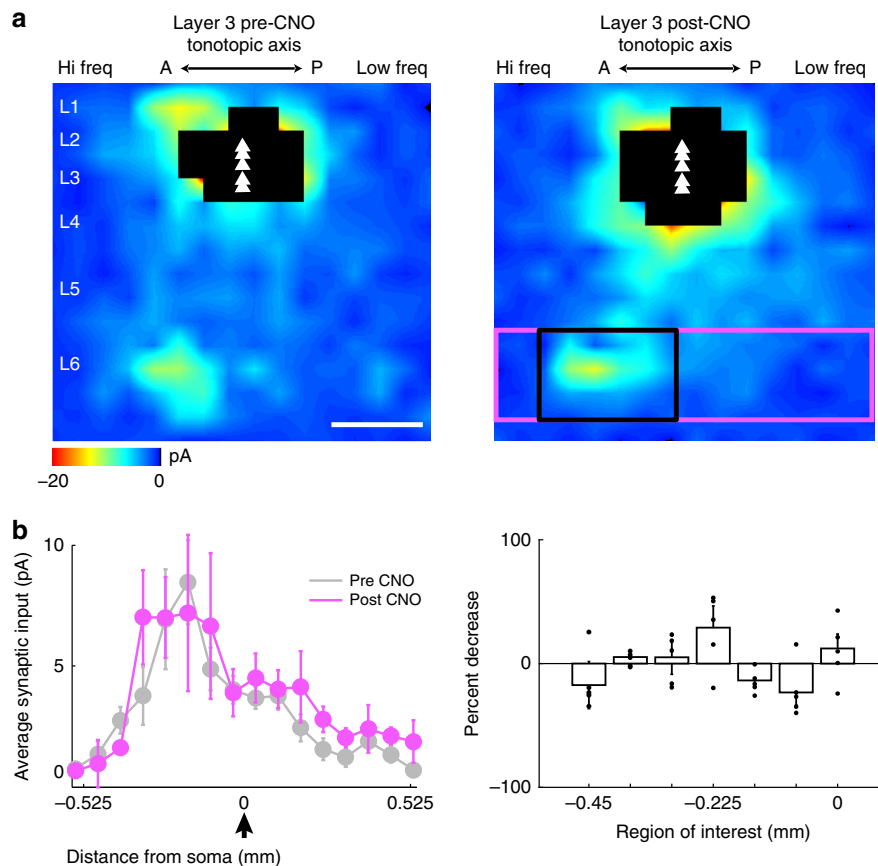 a
Layer 3 pre-CNO
tonotopic axis
Hi freq A P Low freq
L1
L2
L3
L4
L5
L6
pA
−20 0
Layer 3 post-CNO
tonotopic axis
Hi freq A P Low freq
b
Average synaptic input (pA)
10
5
0
Pre CNO
Post CNO
−0.525 0 0.525
Distance from soma (mm)
Percent decrease
100
0
−100
−0.45 −0.225 0
Region of interest (mm)